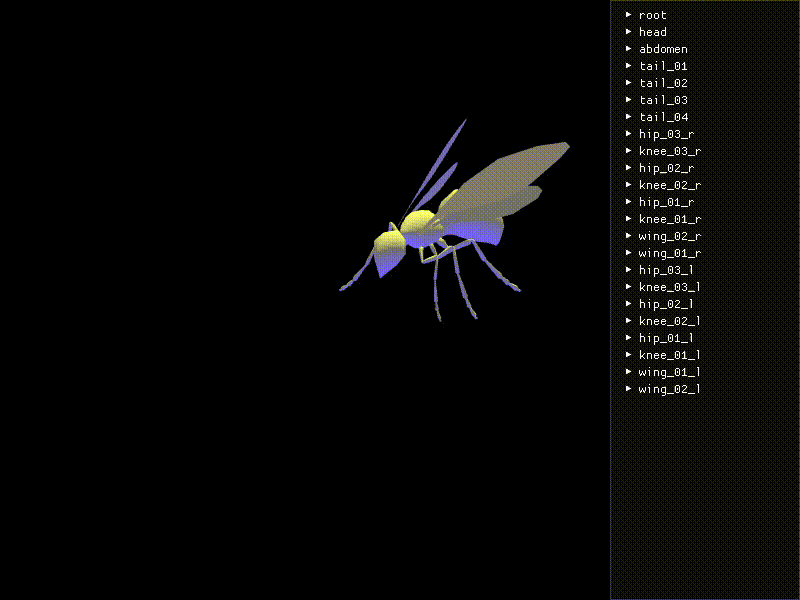 root
head
abdomen
tail_01
tail_02
tail_03
tail_04
hip_03_r
knee_03_r
hip_02_r
knee_02_r
hip_01_r
knee_01_r
wing_02_r
wing_01_r
hip_03_l
knee_03_l
hip_02_l
knee_02_l
hip_01_l
knee_01_l
wing_01_l
wing_02_l